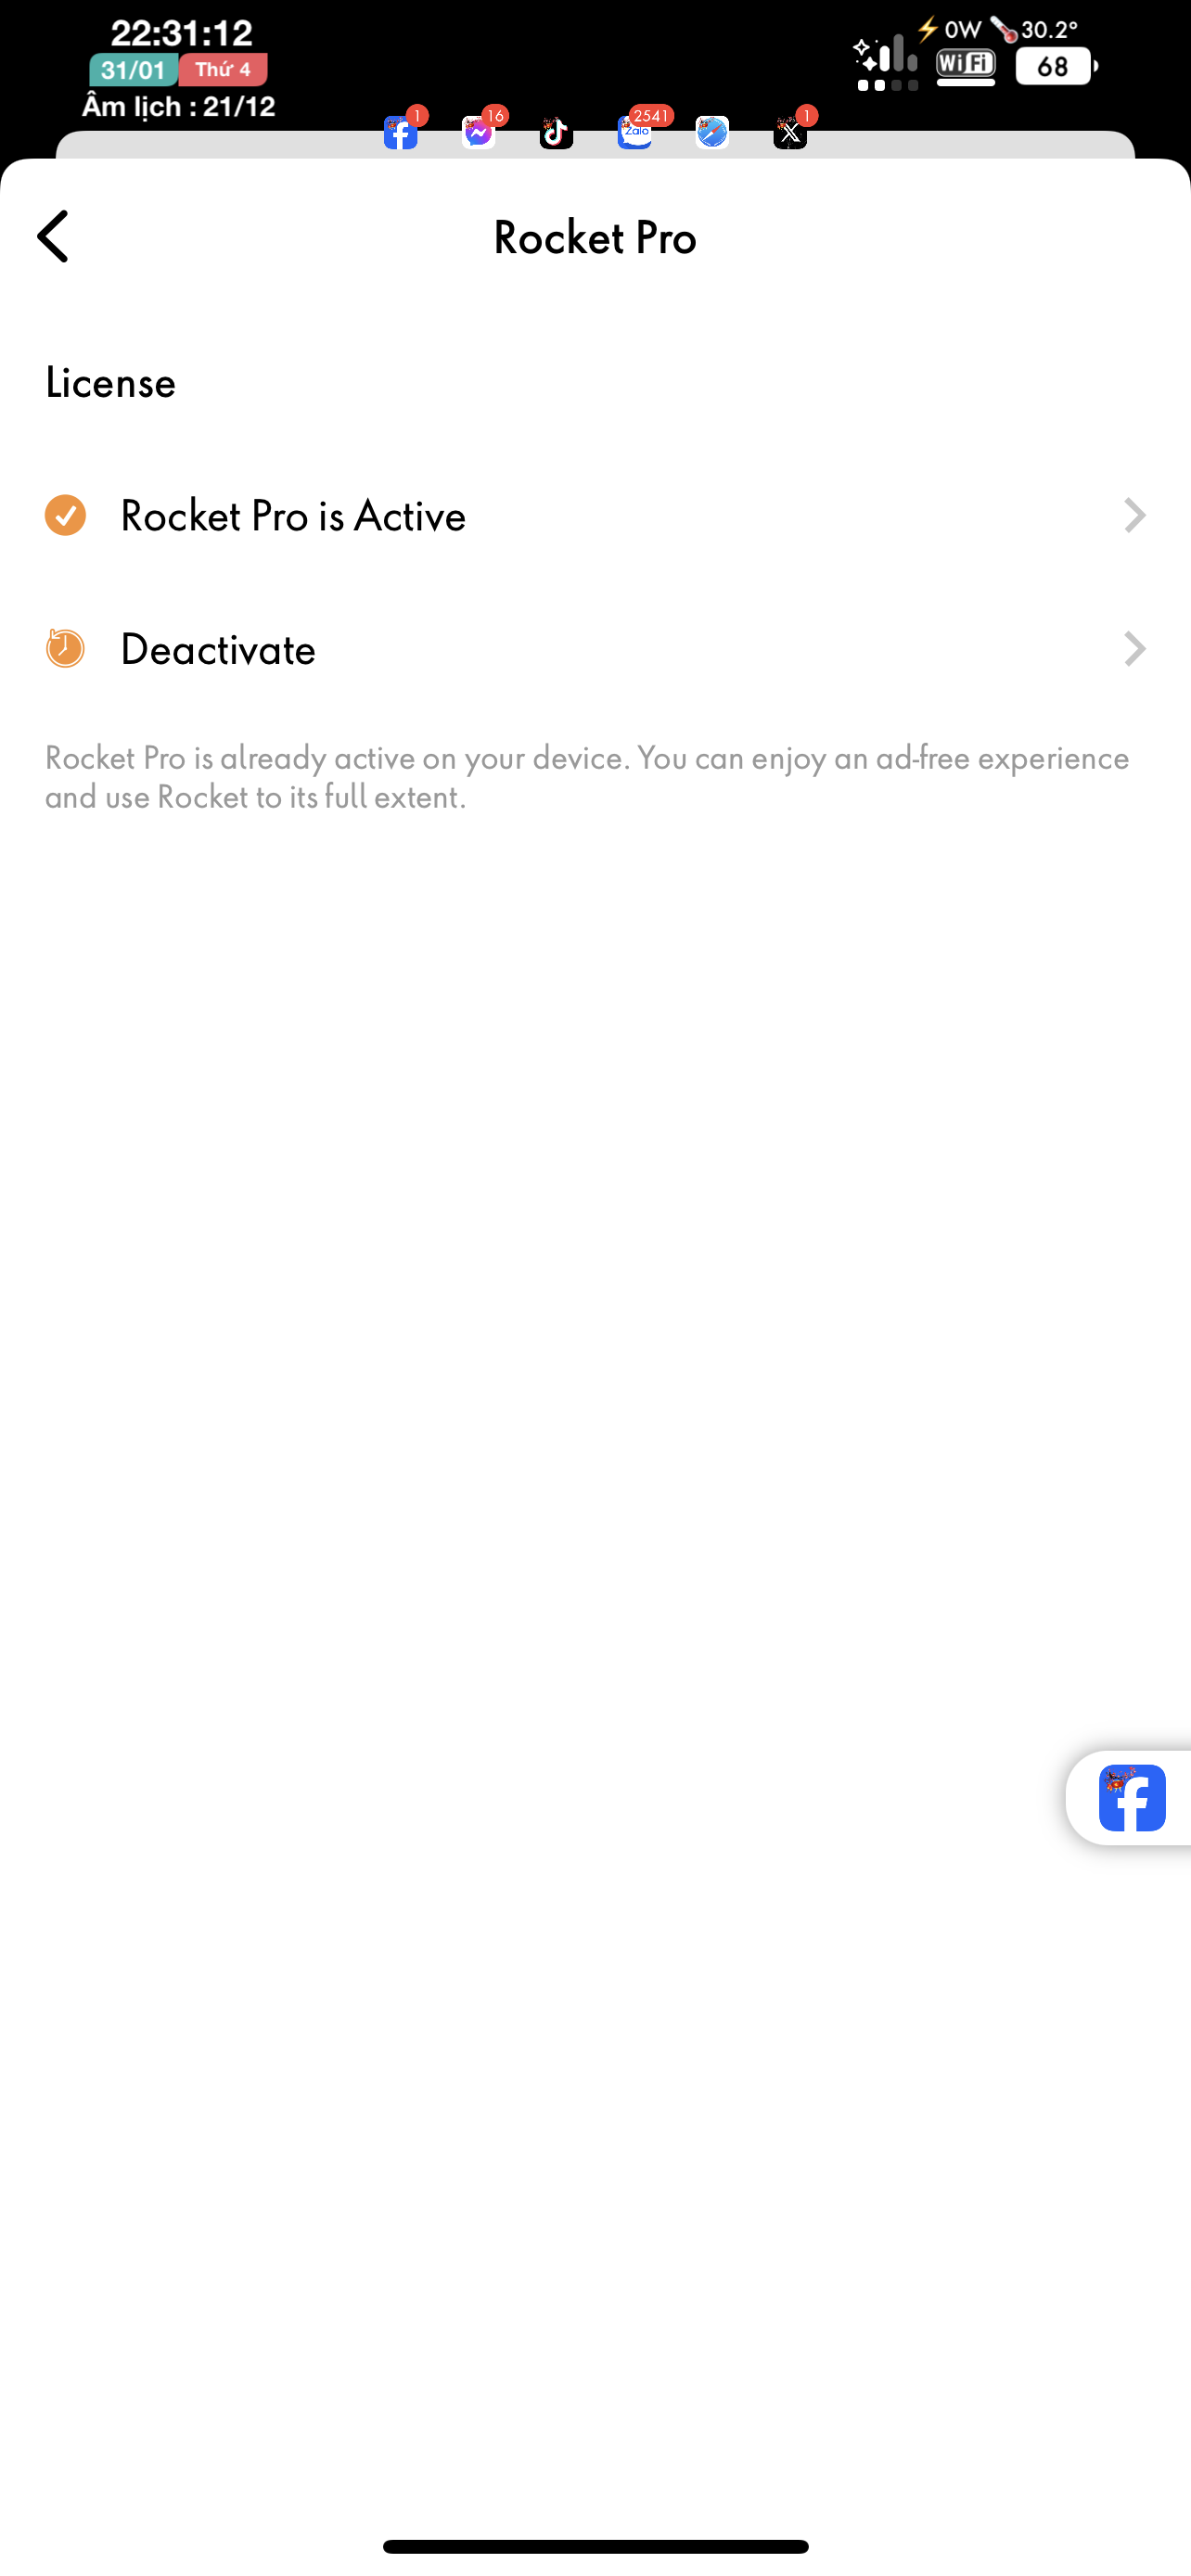 22:31:12
31/01 Thứ 4
Âm lịch : 21/12
0W 30.2°
WiFi 68
1 16 2541 1
Zalo
Rocket Pro
License
Rocket Pro is Active
Deactivate
Rocket Pro is already active on your device. You can enjoy an ad-free experience
and use Rocket to its full extent.